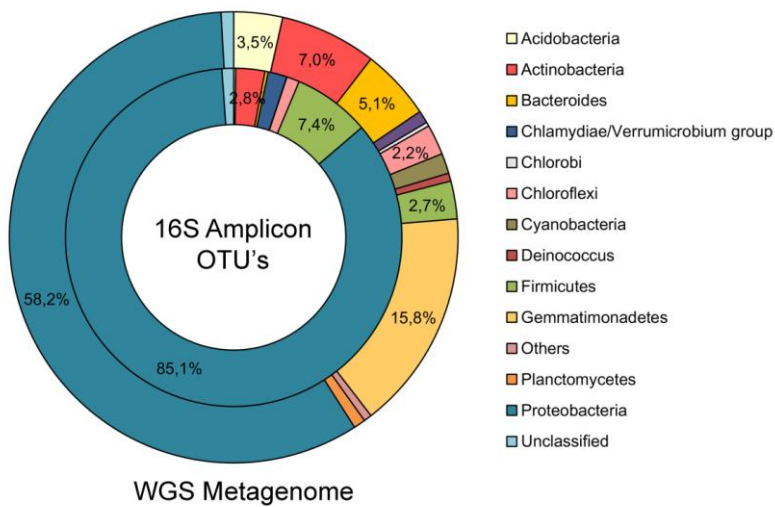 3,5%
7,0%
5,1%
2,8%
7,4%
2,2%
2,7%
16S Amplicon
OTU's
58,2%
15,8%
85,1%
WGS Metagenome
Acidobacteria
Actinobacteria
Bacteroides
Chlamydiae/Verrumicrobium group
Chlorobi
Chloroflexi
Cyanobacteria
Deinococcus
Firmicutes
Gemmatimonadetes
Others
Planctomycetes
Proteobacteria
Unclassified